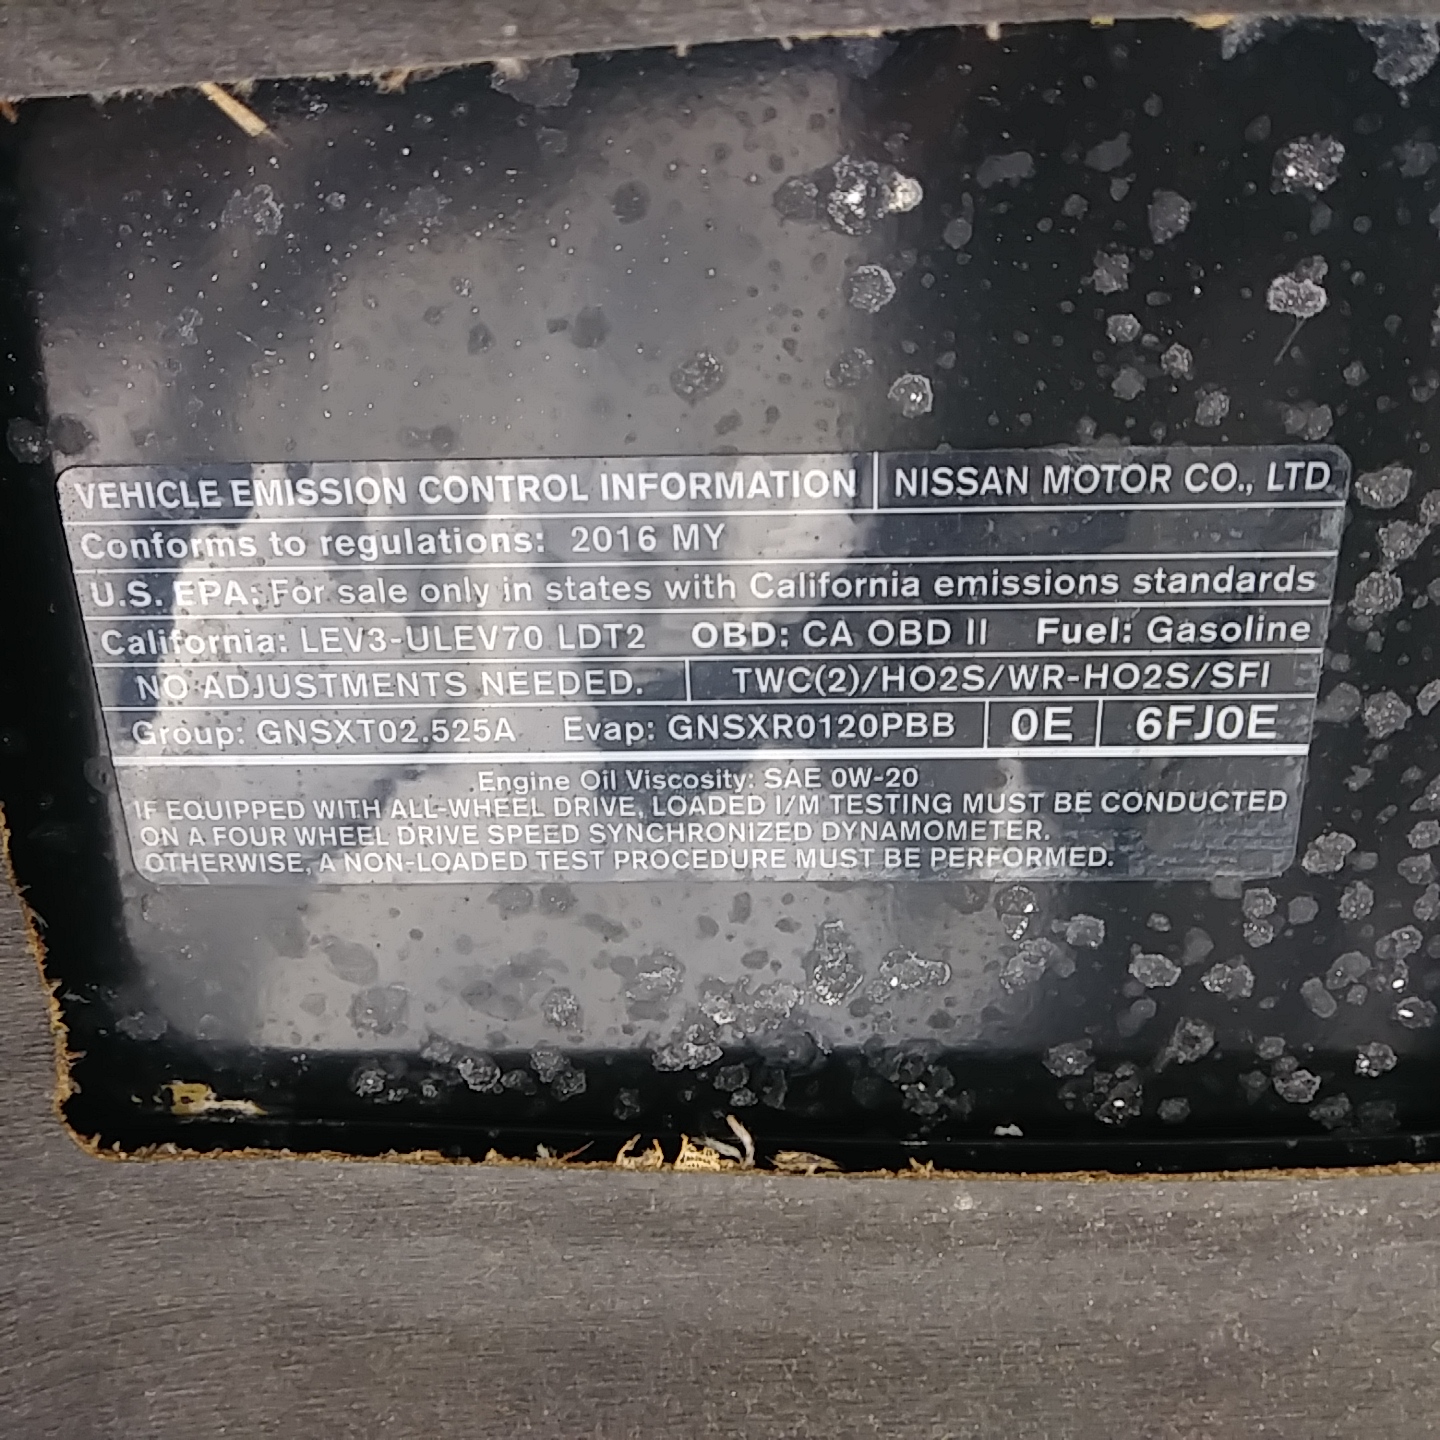 VEHICLE EMISSION CONTROL INFORMATION NISSAN MOTOR CO., LTD.
Conforms to regulations: 2016 MY
U.S. EPA: For sale only in states with California emissions standards
California: LEV3-ULEV70 LDT2 OBD: CA OBD II Fuel: Gasoline
NO ADJUSTMENTS NEEDED. TWC(2)/HO2S/WR-HO2S/SFI
Group: GNSXT02.525A Evap: GNSXR0120PBB 0E 6FJ0E
Engine Oil Viscosity: SAE 0W-20
IF EQUIPPED WITH ALL-WHEEL DRIVE, LOADED I/M TESTING MUST BE CONDUCTED
ON A FOUR WHEEL DRIVE SPEED SYNCHRONIZED DYNAMOMETER.
OTHERWISE, A NON-LOADED TEST PROCEDURE MUST BE PERFORMED.